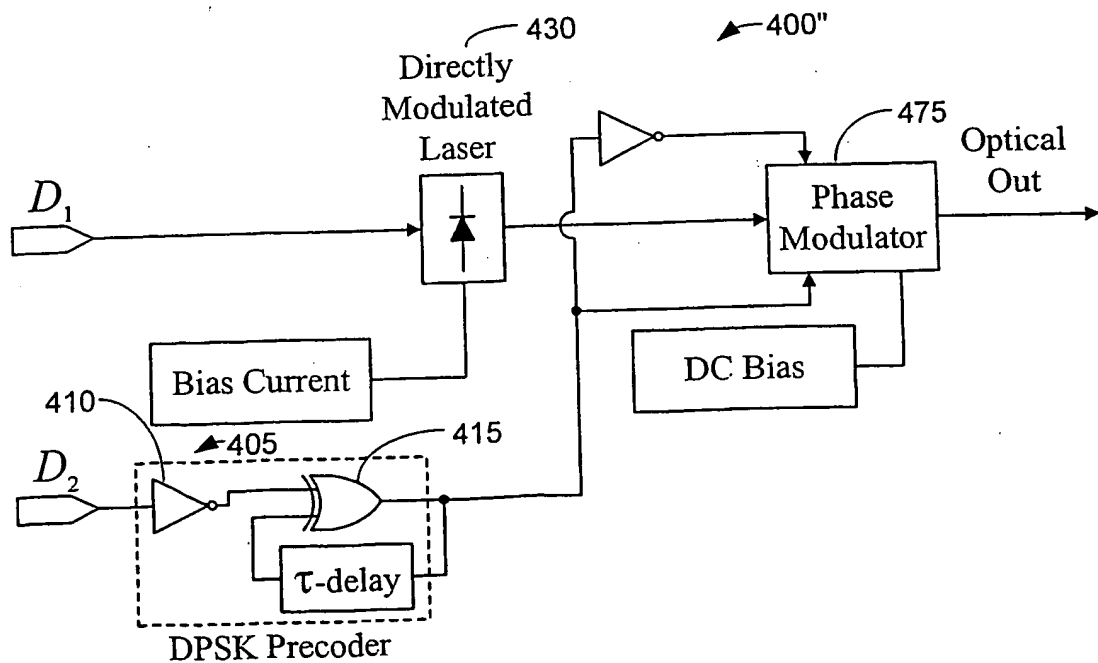 430
400"
Directly
Modulated
Laser
475
Optical
Out
D₁
Phase
Modulator
Bias Current
DC Bias
410
405
415
D₂
τ-delay
DPSK Precoder